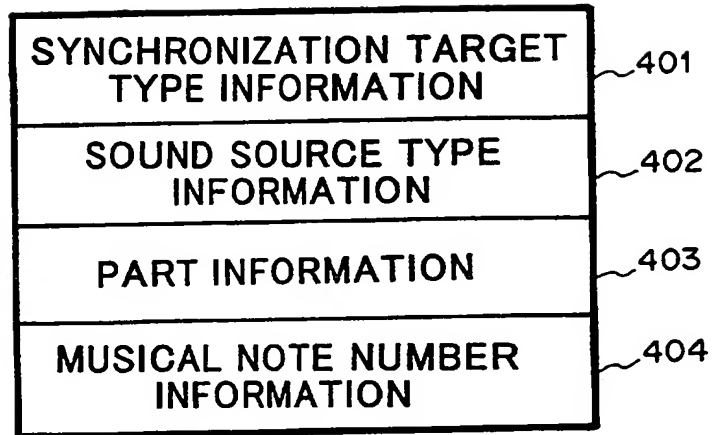 SYNCHRONIZATION TARGET
TYPE INFORMATION
401
SOUND SOURCE TYPE
INFORMATION
402
PART INFORMATION
403
MUSICAL NOTE NUMBER
INFORMATION
404